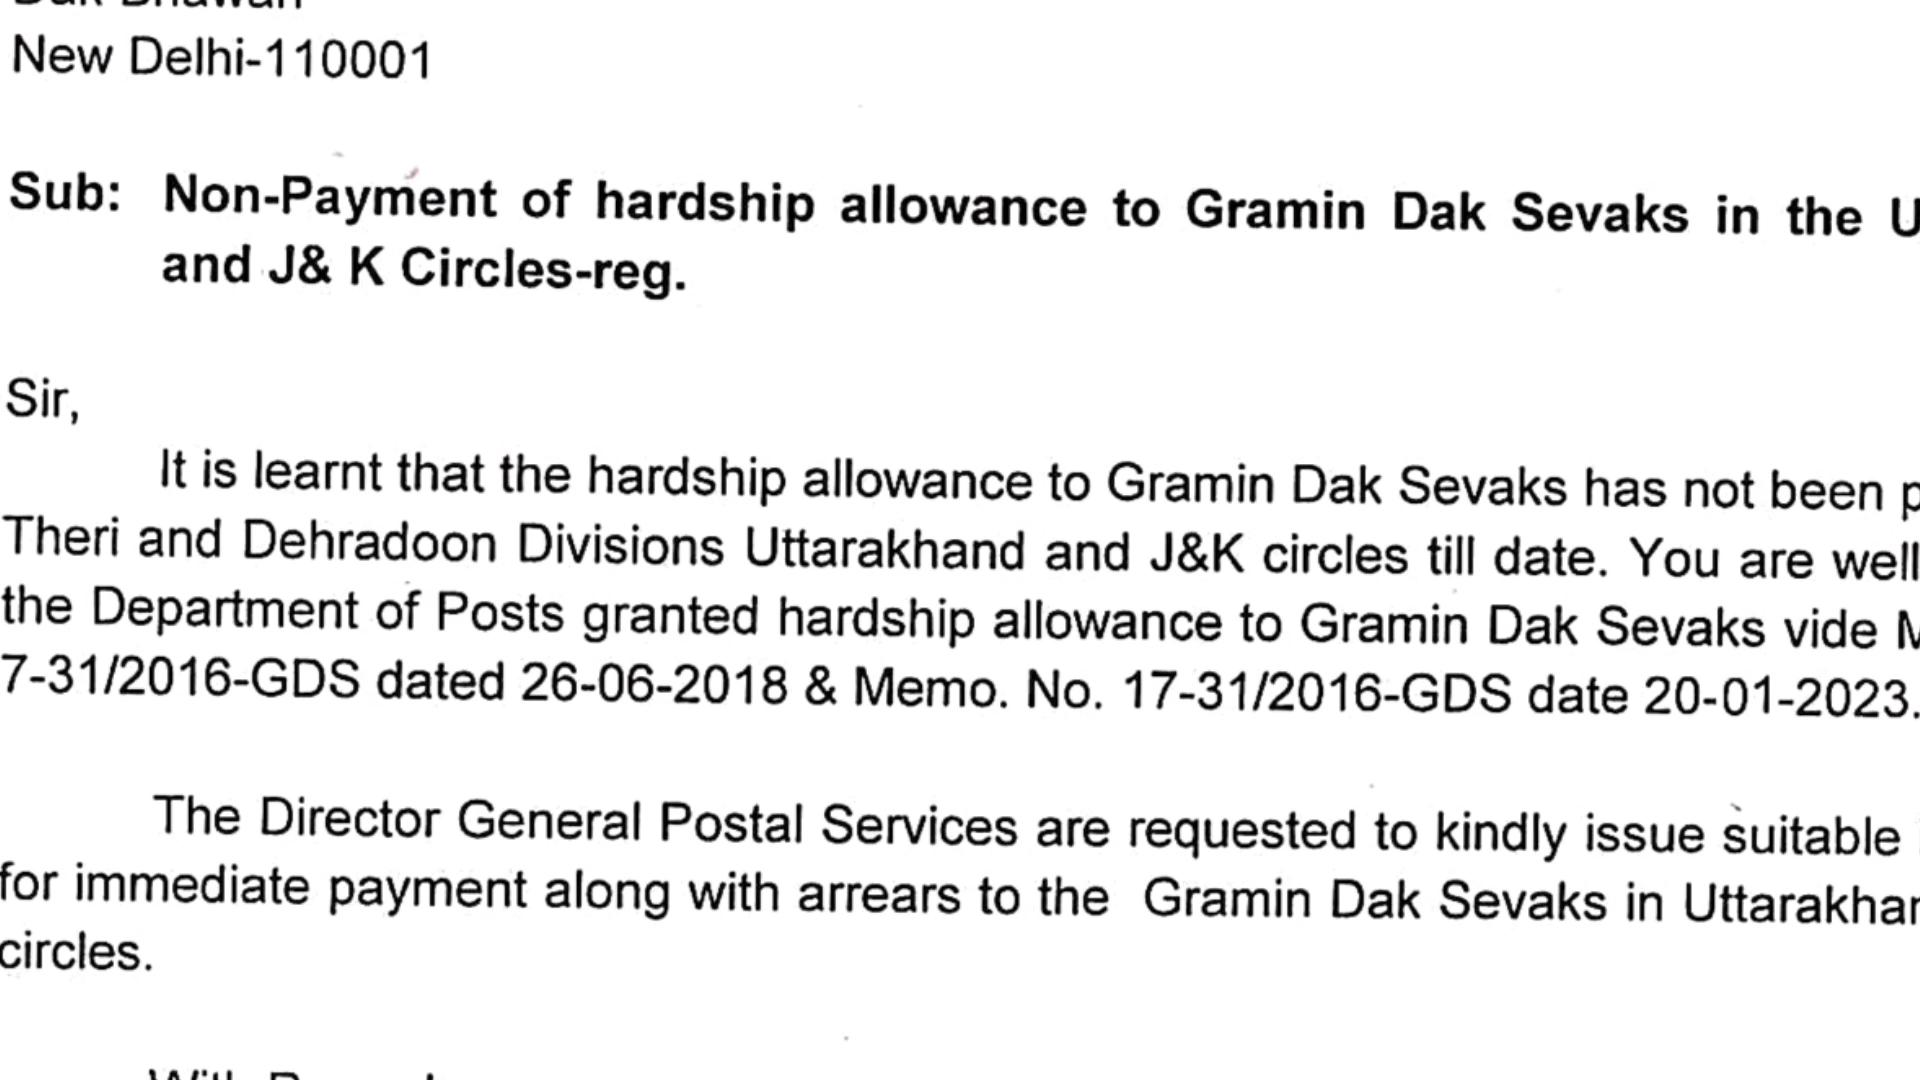 Dak Bhawan
New Delhi-110001
Sub: Non-Payment of hardship allowance to Gramin Dak Sevaks in the U
and J& K Circles-reg.
Sir,
It is learnt that the hardship allowance to Gramin Dak Sevaks has not been p
Theri and Dehradoon Divisions Uttarakhand and J&K circles till date. You are well
the Department of Posts granted hardship allowance to Gramin Dak Sevaks vide M
7-31/2016-GDS dated 26-06-2018 & Memo. No. 17-31/2016-GDS date 20-01-2023.
The Director General Postal Services are requested to kindly issue suitable
for immediate payment along with arrears to the Gramin Dak Sevaks in Uttarakhan
circles.
With